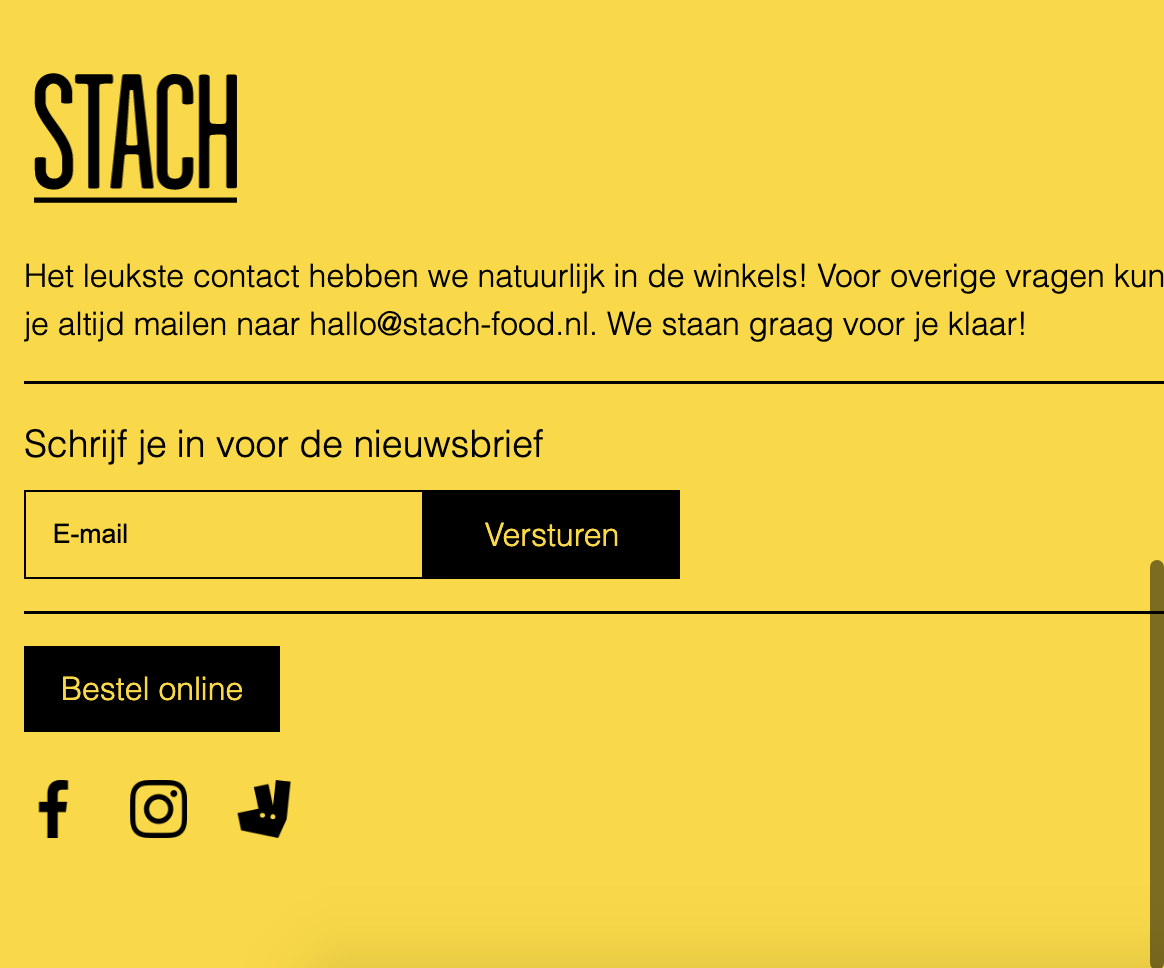 STACH
Het leukste contact hebben we natuurlijk in de winkels! Voor overige vragen kun
je altijd mailen naar hallo@stach-food.nl. We staan graag voor je klaar!
Schrijf je in voor de nieuwsbrief
E-mail
Versturen
Bestel online